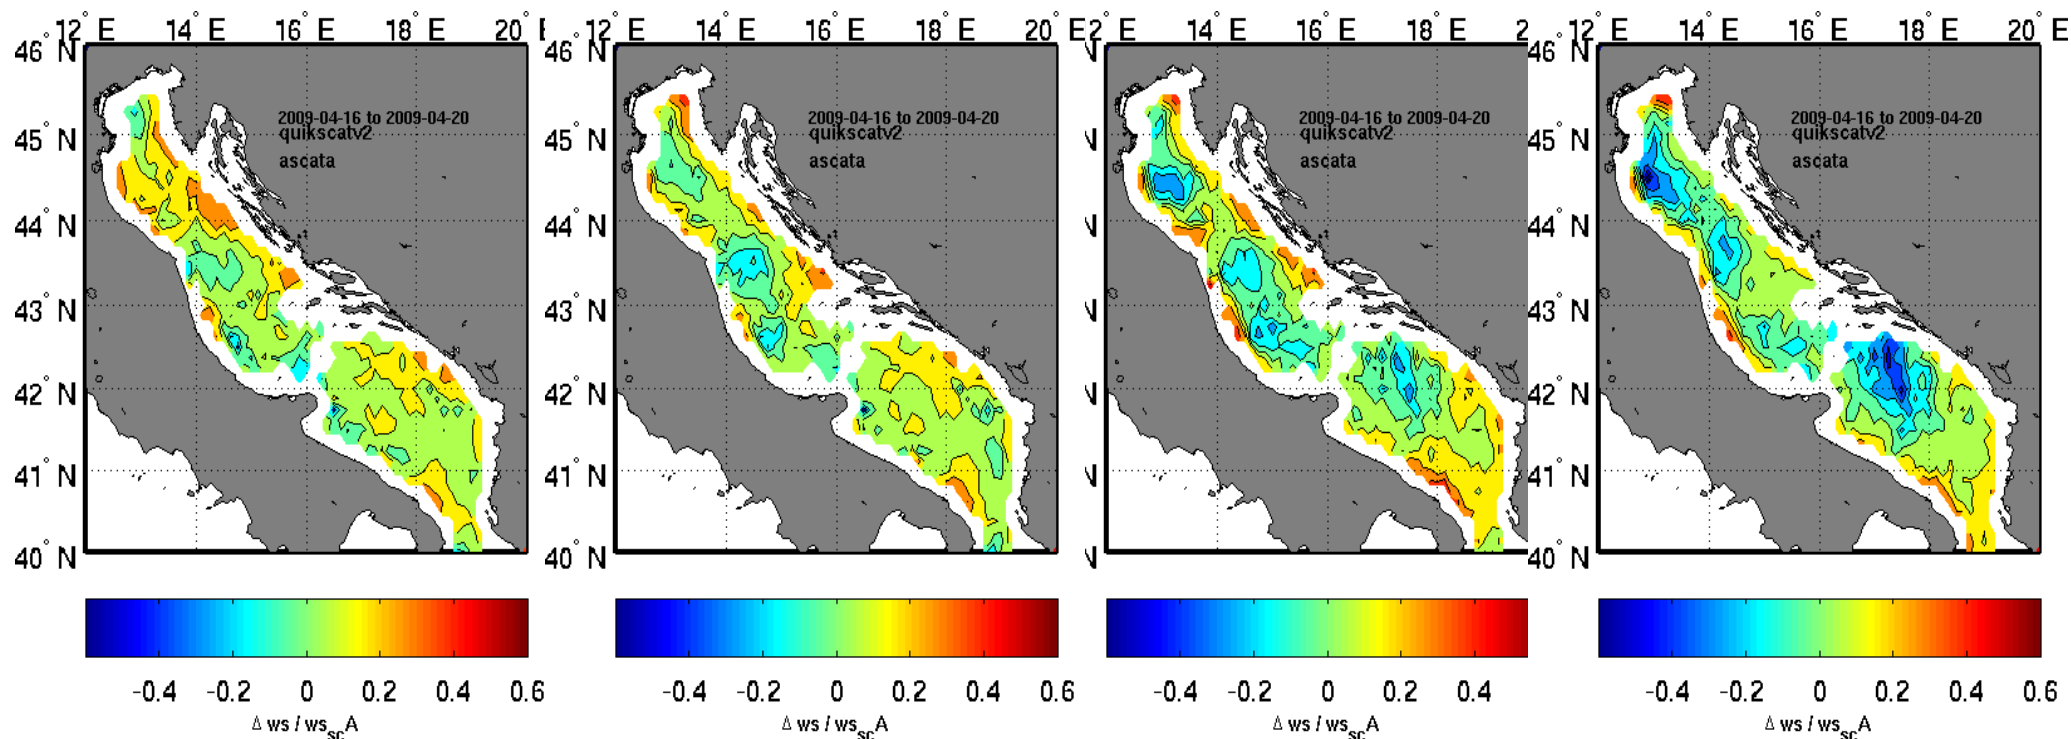 12° E 14° E 16° E 18° E 20° E
46° N
45° N
44° N
43° N
42° N
41° N
40° N
2009-04-16 to 2009-04-20
quikscatv2
ascata
-0.4 -0.2 0 0.2 0.4 0.6
Δ ws / ws_sc A
12° E 14° E 16° E 18° E 20° E
46° N
45° N
44° N
43° N
42° N
41° N
40° N
2009-04-16 to 2009-04-20
quikscatv2
ascata
-0.4 -0.2 0 0.2 0.4 0.6
Δ ws / ws_sc A
2° E 14° E 16° E 18° E 2
N
N
N
N
N
N
N
2009-04-16 to 2009-04-20
quikscatv2
ascata
-0.4 -0.2 0 0.2 0.4
Δ ws / ws_sc A
12° E 14° E 16° E 18° E 20° E
46° N
45° N
44° N
43° N
42° N
41° N
40° N
2009-04-16 to 2009-04-20
quikscatv2
ascata
-0.4 -0.2 0 0.2 0.4 0.6
Δ ws / ws_sc A